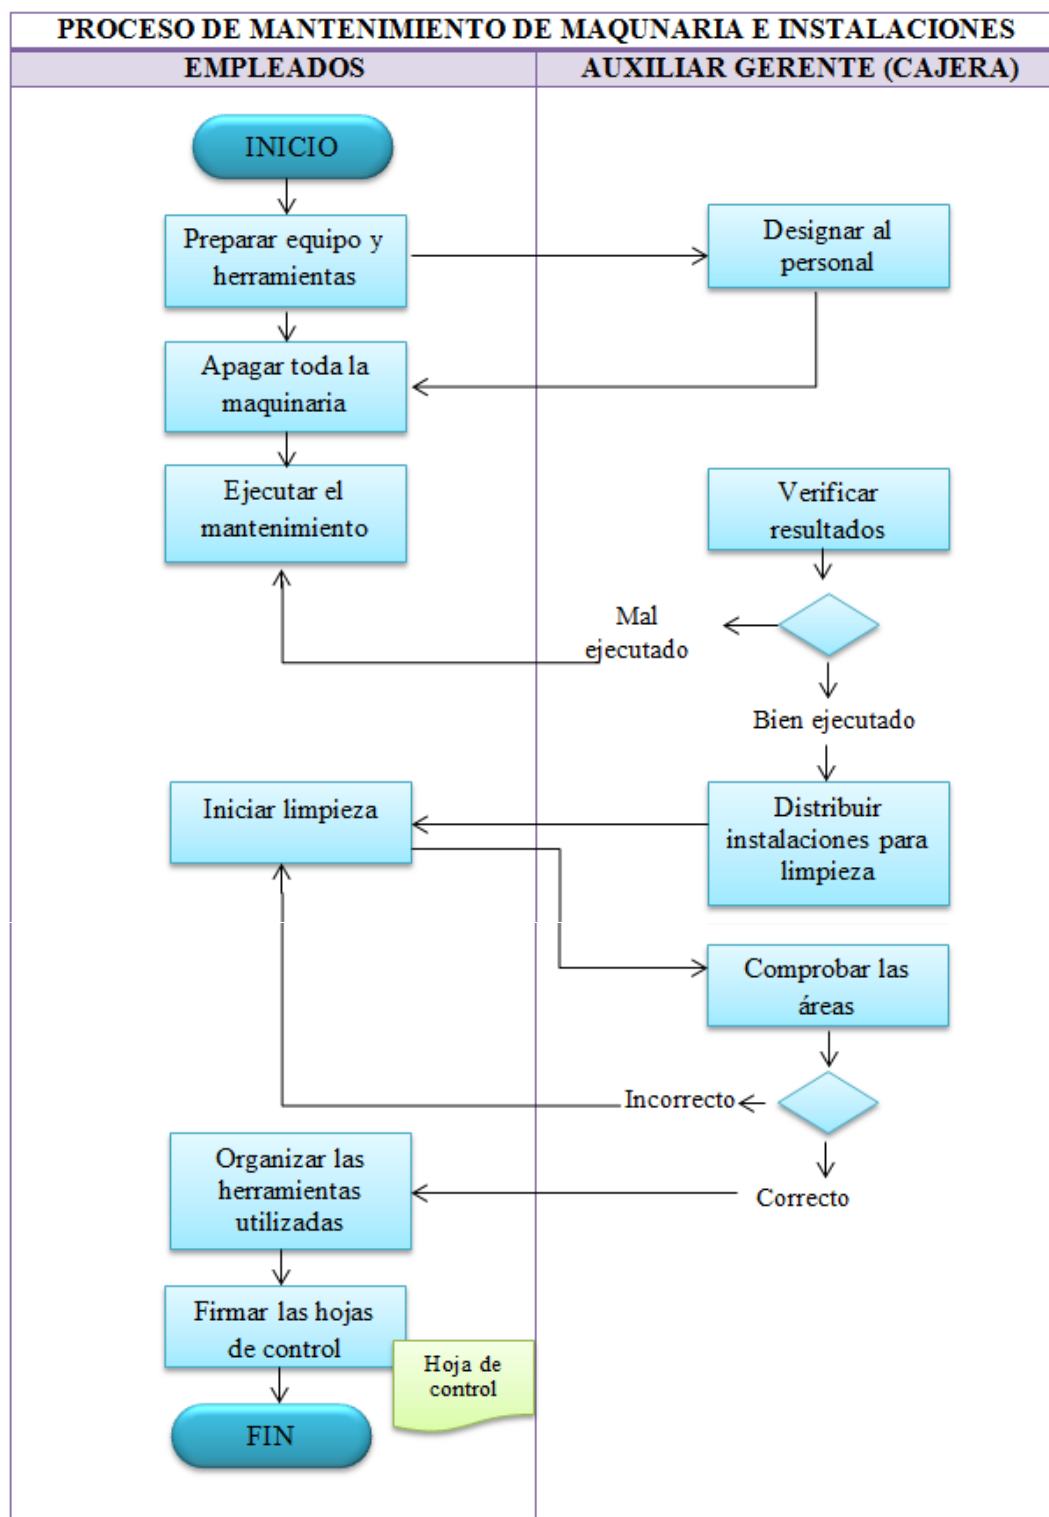 PROCESO DE MANTENIMIENTO DE MAQUNARIA E INSTALACIONES
EMPLEADOS
AUXILIAR GERENTE (CAJERA)
INICIO
Preparar equipo y
herramientas
Designar al
personal
Apagar toda la
maquinaria
Ejecutar el
mantenimiento
Verificar
resultados
Mal
ejecutado
Bien ejecutado
Iniciar limpieza
Distribuir
instalaciones para
limpieza
Comprobar las
áreas
Incorrecto
Correcto
Organizar las
herramientas
utilizadas
Firmar las hojas
de control
Hoja de
control
FIN